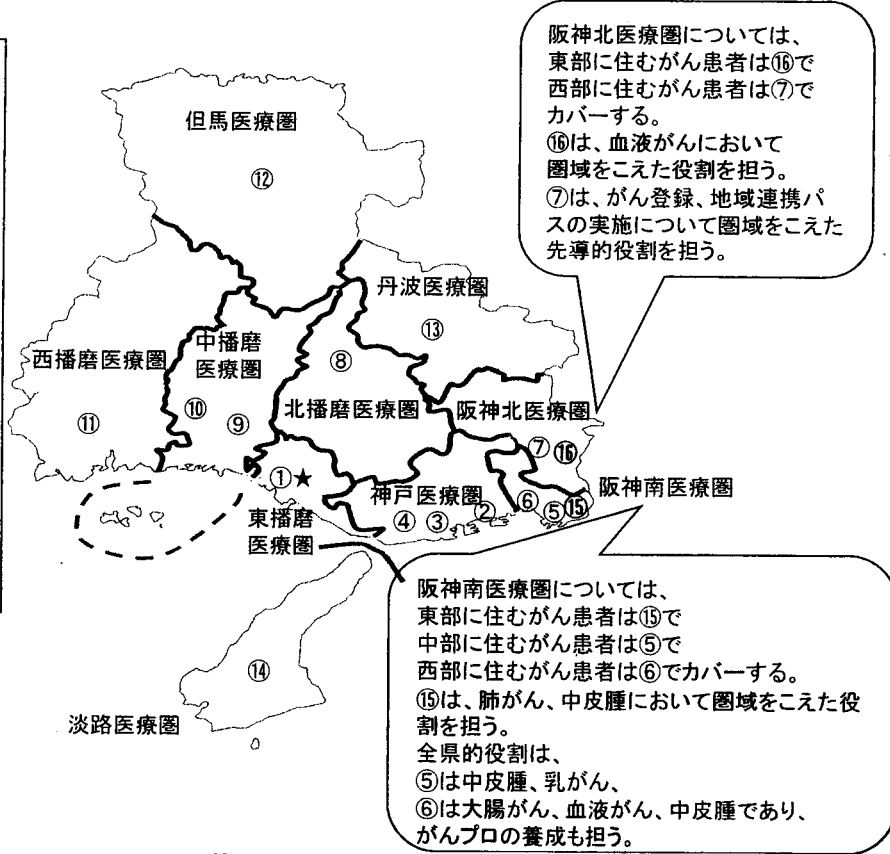 阪神北医療圏については、
東部に住むがん患者は⑯で
西部に住むがん患者は⑦で
カバーする。
⑯は、血液がんにおいて
圏域をこえた役割を担う。
⑦は、がん登録、地域連携パ
スの実施について圏域をこえた
先導的役割を担う。
但馬医療圏
⑫
丹波医療圏
⑬
西播磨医療圏
⑪
中播磨
医療圏
⑩
⑨
⑧
北播磨医療圏
阪神北医療圏
⑦
⑯
①★
神戸医療圏
④
③
②
⑥
⑤
⑮
阪神南医療圏
東播磨
医療圏
⑭
淡路医療圏
阪神南医療圏については、
東部に住むがん患者は⑮で
中部に住むがん患者は⑤で
西部に住むがん患者は⑥でカバーする。
⑮は、肺がん、中皮腫において圏域をこえた役
割を担う。
全県的役割は、
⑤は中皮腫、乳がん、
⑥は大腸がん、血液がん、中皮腫であり、
がんプロの養成も担う。